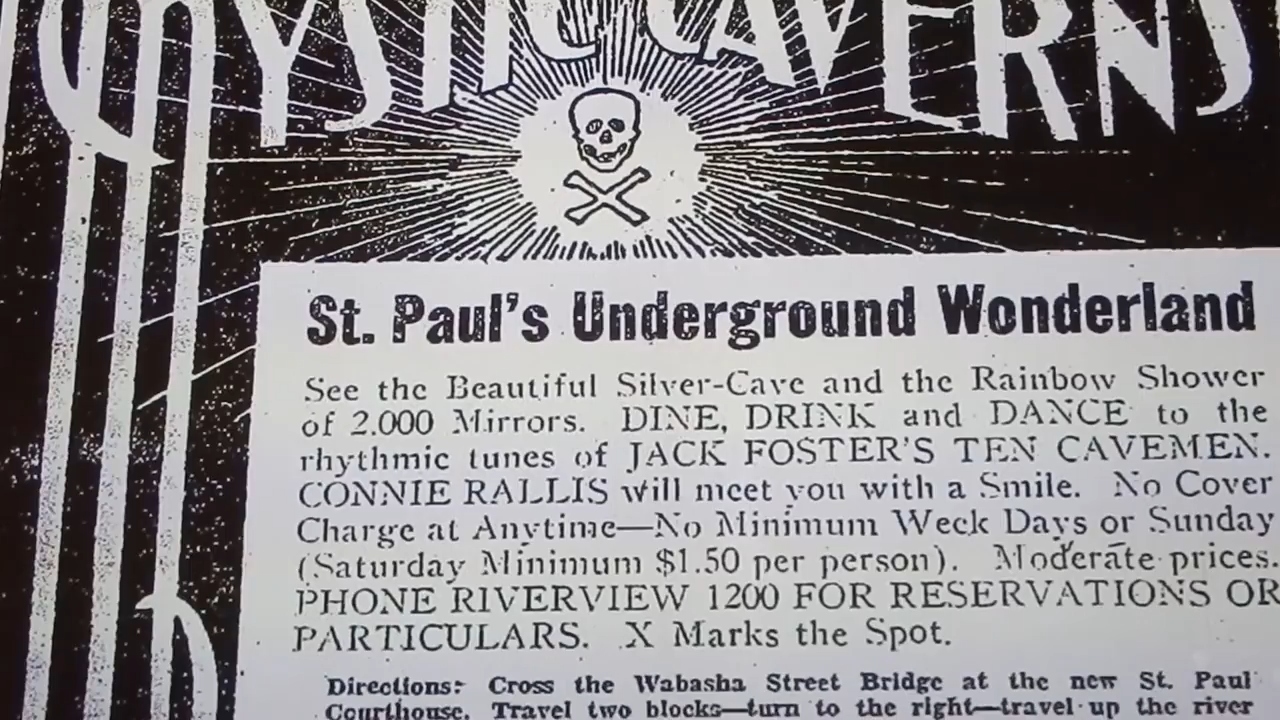 MYSTIC CAVERNS
St. Paul's Underground Wonderland
See the Beautiful Silver-Cave and the Rainbow Shower
of 2,000 Mirrors. DINE, DRINK and DANCE to the
rhythmic tunes of JACK FOSTER'S TEN CAVEMEN.
CONNIE RALLIS will meet you with a Smile. No Cover
Charge at Anytime—No Minimum Week Days or Sunday
(Saturday Minimum $1.50 per person). Moderate prices.
PHONE RIVERVIEW 1200 FOR RESERVATIONS OR
PARTICULARS. X Marks the Spot.
Directions: Cross the Wabasha Street Bridge at the new St. Paul
Courthouse. Travel two blocks—turn to the right—travel up the river